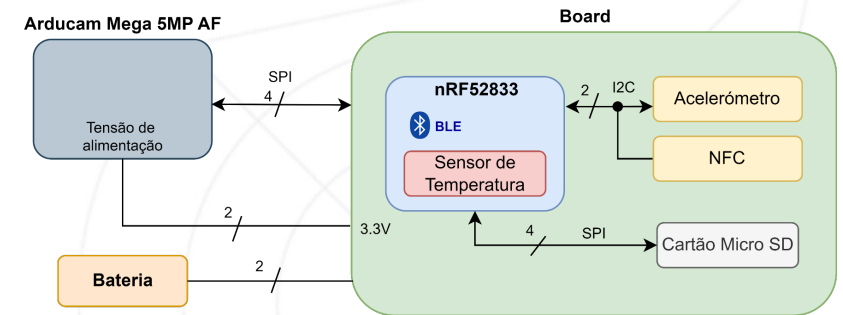 Arducam Mega 5MP AF
Board
SPI
4
Tensão de
alimentação
nRF52833
BLE
Sensor de
Temperatura
2
I2C
Acelerómetro
NFC
2
3.3V
4
SPI
Cartão Micro SD
Bateria
2